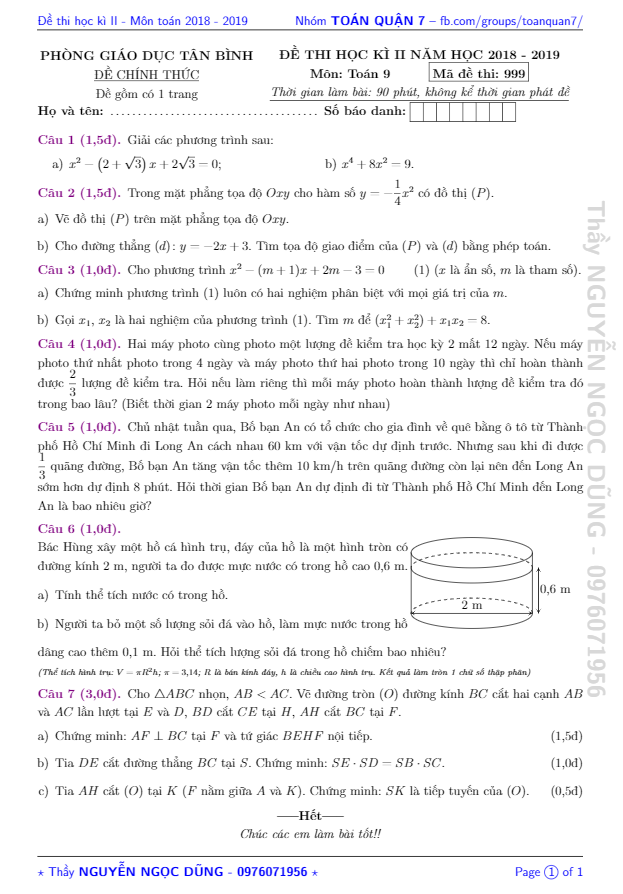 Đề thi học kì II - Môn toán 2018 - 2019 Nhóm TOÁN QUẬN 7 – fb.com/groups/toanquan7/
PHÒNG GIÁO DỤC TÂN BÌNH
ĐỀ CHÍNH THỨC
Đề gồm có 1 trang
ĐỀ THI HỌC KÌ II NĂM HỌC 2018 - 2019
Môn: Toán 9 Mã đề thi: 999
Thời gian làm bài: 90 phút, không kể thời gian phát đề
Họ và tên: .................................... Số báo danh:
Câu 1 (1,5đ). Giải các phương trình sau:
a) x² − (2 + √3) x + 2√3 = 0; b) x⁴ + 8x² = 9.
Câu 2 (1,5đ). Trong mặt phẳng tọa độ Oxy cho hàm số y = −1/4x² có đồ thị (P).
a) Vẽ đồ thị (P) trên mặt phẳng tọa độ Oxy.
b) Cho đường thẳng (d): y = −2x + 3. Tìm tọa độ giao điểm của (P) và (d) bằng phép toán.
Câu 3 (1,0đ). Cho phương trình x² − (m + 1)x + 2m − 3 = 0 (1) (x là ẩn số, m là tham số).
a) Chứng minh phương trình (1) luôn có hai nghiệm phân biệt với mọi giá trị của m.
b) Gọi x₁, x₂ là hai nghiệm của phương trình (1). Tìm m để (x₁² + x₂²) + x₁x₂ = 8.
Câu 4 (1,0đ). Hai máy photo cùng photo một lượng đề kiểm tra học kỳ 2 mất 12 ngày. Nếu máy
photo thứ nhất photo trong 4 ngày và máy photo thứ hai photo trong 10 ngày thì chỉ hoàn thành
được 2/3 lượng đề kiểm tra. Hỏi nếu làm riêng thì mỗi máy photo hoàn thành lượng đề kiểm tra đó
trong bao lâu? (Biết thời gian 2 máy photo mỗi ngày như nhau)
Câu 5 (1,0đ). Chủ nhật tuần qua, Bố bạn An có tổ chức cho gia đình về quê bằng ô tô từ Thành
phố Hồ Chí Minh đi Long An cách nhau 60 km với vận tốc dự định trước. Nhưng sau khi đi được
1/3 quãng đường, Bố bạn An tăng vận tốc thêm 10 km/h trên quãng đường còn lại nên đến Long An
sớm hơn dự định 8 phút. Hỏi thời gian Bố bạn An dự định đi từ Thành phố Hồ Chí Minh đến Long
An là bao nhiêu giờ?
Câu 6 (1,0đ).
Bác Hùng xây một hồ cá hình trụ, đáy của hồ là một hình tròn có
đường kính 2 m, người ta đo được mực nước có trong hồ cao 0,6 m.
a) Tính thể tích nước có trong hồ.
b) Người ta bỏ một số lượng sỏi đá vào hồ, làm mực nước trong hồ
dâng cao thêm 0,1 m. Hỏi thể tích lượng sỏi đá trong hồ chiếm bao nhiêu?
(Thể tích hình trụ: V = πR²h; π = 3,14; R là bán kính đáy, h là chiều cao hình trụ. Kết quả làm tròn 1 chữ số thập phân)
2 m
0,6 m
Câu 7 (3,0đ). Cho △ABC nhọn, AB < AC. Vẽ đường tròn (O) đường kính BC cắt hai cạnh AB
và AC lần lượt tại E và D, BD cắt CE tại H, AH cắt BC tại F.
a) Chứng minh: AF ⊥ BC tại F và tứ giác BEHF nội tiếp. (1,5đ)
b) Tia DE cắt đường thẳng BC tại S. Chứng minh: SE · SD = SB · SC. (1,0đ)
c) Tia AH cắt (O) tại K (F nằm giữa A và K). Chứng minh: SK là tiếp tuyến của (O). (0,5đ)
——Hết——
Chúc các em làm bài tốt!!
Thầy NGUYỄN NGỌC DŨNG - 0976071956
⋆ Thầy NGUYỄN NGỌC DŨNG - 0976071956 ⋆ Page 1 of 1